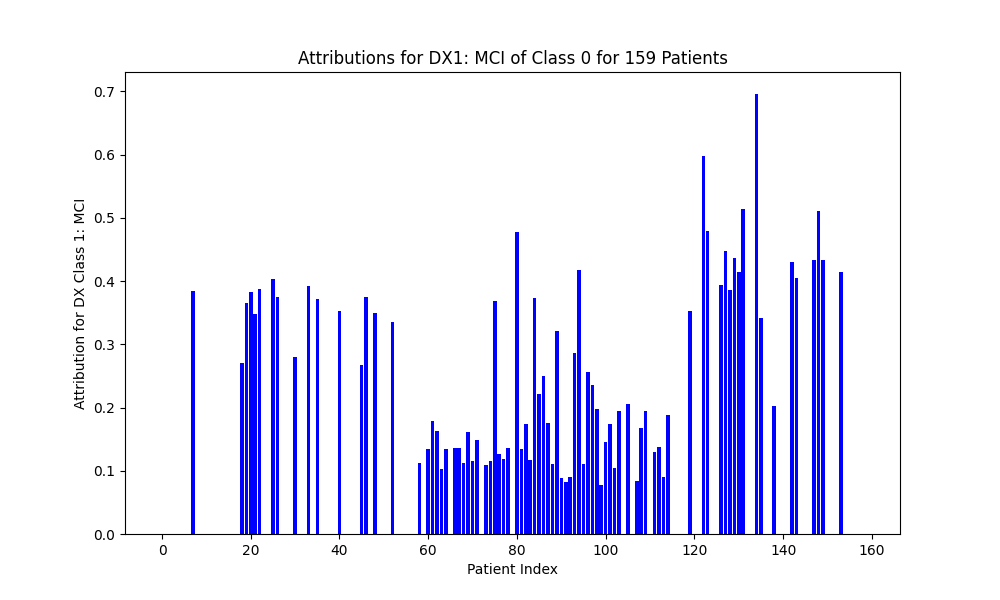 Attributions for DX1: MCI of Class 0 for 159 Patients
Attribution for DX Class 1: MCI
0.7
0.6
0.5
0.4
0.3
0.2
0.1
0.0
0 20 40 60 80 100 120 140 160
Patient Index